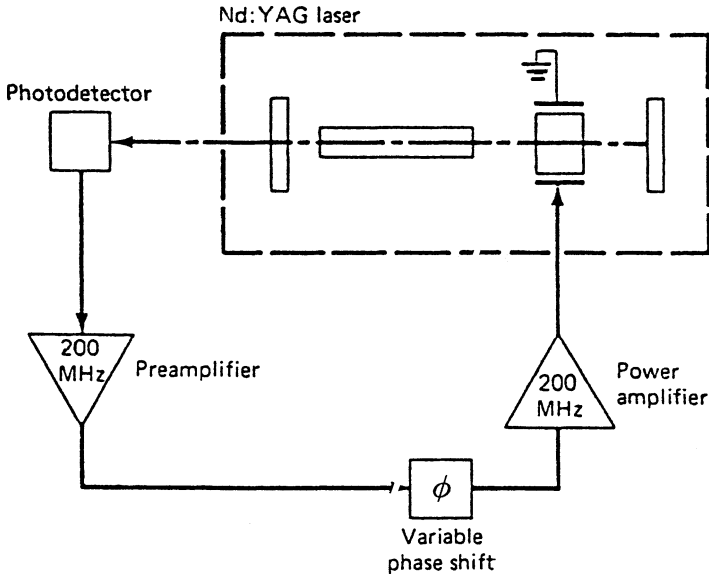 Nd:YAG laser
Photodetector
200
MHz
Preamplifier
200
MHz
Power
amplifier
ϕ
Variable
phase shift